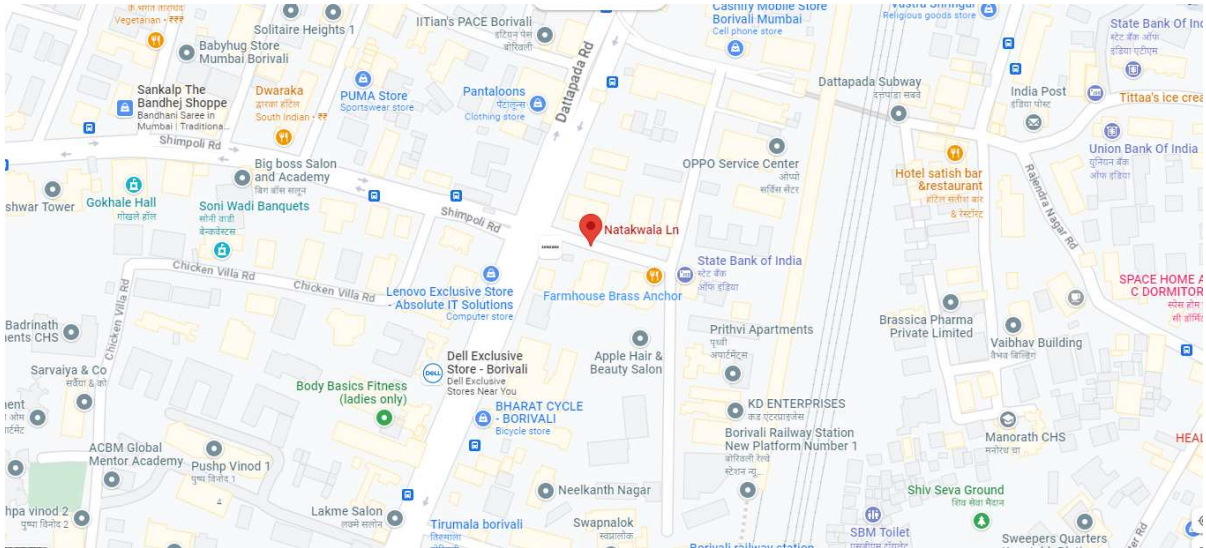 Vegetarian • ₹₹₹
Solitaire Heights 1
IITian's PACE Borivali
इटियन पेस
बोरिवली
Cashify Mobile Store
Borivali Mumbai
Cell phone store
Religious goods store
State Bank Of Ind
स्टेट बँक ऑफ
इंडिया एटीएम
Babyhug Store
Mumbai Borivali
Sankalp The
Bandhej Shoppe
Bandhani Saree in
Mumbai | Traditiona...
Dwaraka
द्वारका हॉटेल
South Indian • ₹₹
PUMA Store
Sportswear store
Pantaloons
पॅंटालून्स
Clothing store
Dattapada Rd
Dattapada Subway
दत्तपाडा सबवे
India Post
इंडिया पोस्ट
Tittaa's ice crea
Union Bank Of India
यूनियन बैंक
ऑफ इंडिया
Shimpoli Rd
Big boss Salon
and Academy
बिग बॉस सलून
OPPO Service Center
ओप्पो
सर्विस सेंटर
Hotel satish bar
&restaurant
हॉटेल सतीश बार
& रेस्टॉरंट
Rajendra Nagar Rd
shwar Tower
Gokhale Hall
गोखले हॉल
Soni Wadi Banquets
सोनी वाडी
बेन्क्वेटस
Shimpoli Rd
Natakwala Ln
Chicken Villa Rd
Chicken Villa Rd
Chicken Villa Rd
Lenovo Exclusive Store
- Absolute IT Solutions
Computer store
Farmhouse Brass Anchor
State Bank of India
स्टेट बँक
ऑफ इंडिया
SPACE HOME A
C DORMITOR
स्पेस होम
सी डॉर्मि
Badrinath
ments CHS
Sarvaiya & Co
सर्वैया & को
Dell Exclusive
Store - Borivali
Dell Exclusive
Stores Near You
DELL
Apple Hair &
Beauty Salon
Prithvi Apartments
पृथ्वी
अपार्टमेंट्स
Brassica Pharma
Private Limited
Vaibhav Building
वैभव बिल्डिंग
Body Basics Fitness
(ladies only)
BHARAT CYCLE
- BORIVALI
Bicycle store
KD ENTERPRISES
कड एंटरप्राइजेस
Borivali Railway Station
New Platform Number 1
बोरिवली रेल्वे
स्टेशन न्यू...
Manorath CHS
मनोरथ चा
HEAL
ment
ACBM Global
Mentor Academy
Pushp Vinod 1
पुष्प विनोद 1
Neelkanth Nagar
Shiv Seva Ground
शिव सेवा मैदान
hpa vinod 2
पुष्पा विनोद 2
Lakme Salon
लक्मे सलोन
Tirumala borivali
तिरुमाला
Swapnalok
स्वप्नालोक
SBM Toilet
Sweepers Quarters
Borivali railway station
er Rd